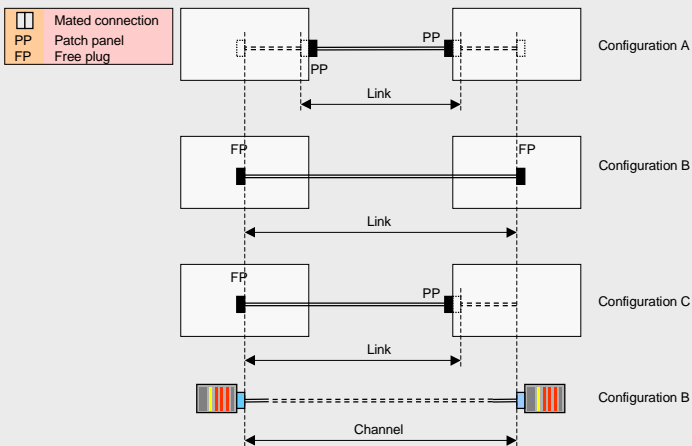 Mated connection
PP Patch panel
FP Free plug
PP
PP
Configuration A
Link
FP
FP
Configuration B
Link
FP
PP
Configuration C
Link
Configuration B
Channel